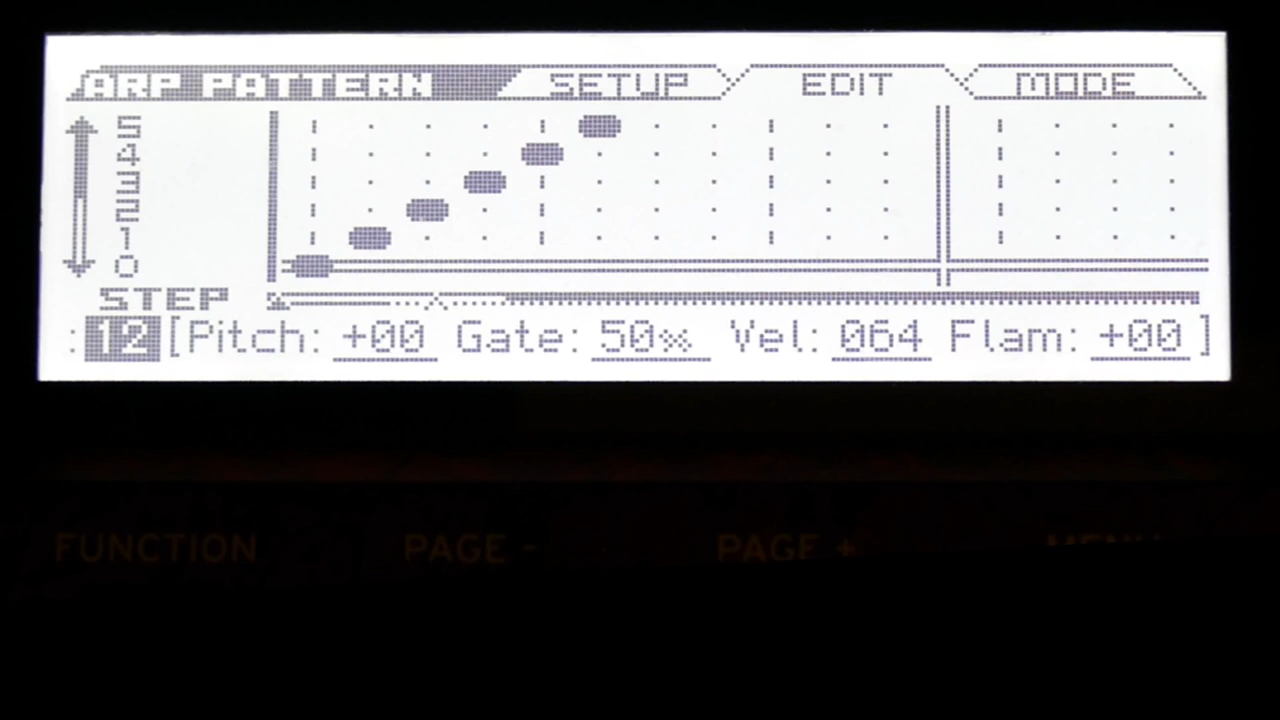 ARP PATTERN SETUP EDIT MODE
5
4
3
2
1
0
STEP
:12[Pitch: +00 Gate: 50% Vel: 064 Flam: +00 ]
FUNCTION PAGE - PAGE + MENU